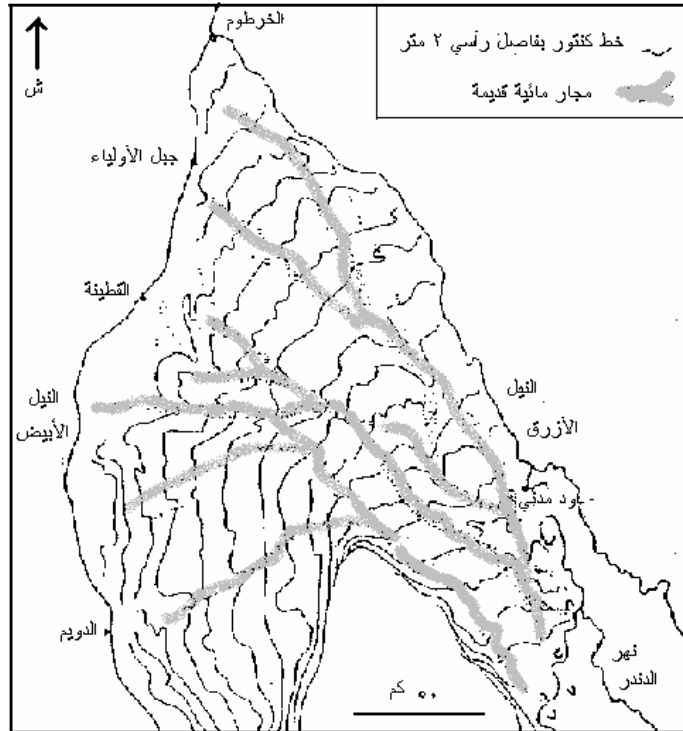 الخرطوم
خط كنتور بفاصل رأسي ٢ متر
مجار مائية قديمة
ش
جبل الأولياء
القطينة
النيل
الأبيض
النيل
الأزرق
ود مدني
الدويم
نهر
الدندر
٥٠ كم